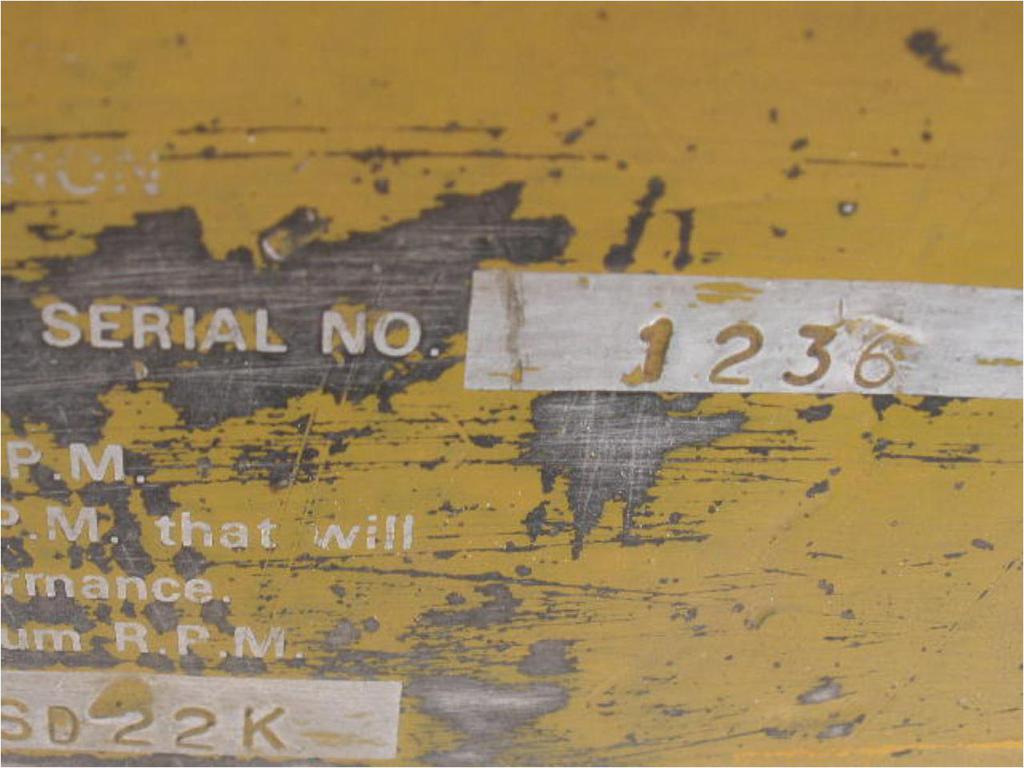 SERIAL NO. 1236
P.M.
P.M. that will
rmance.
um R.P.M.
SD22K